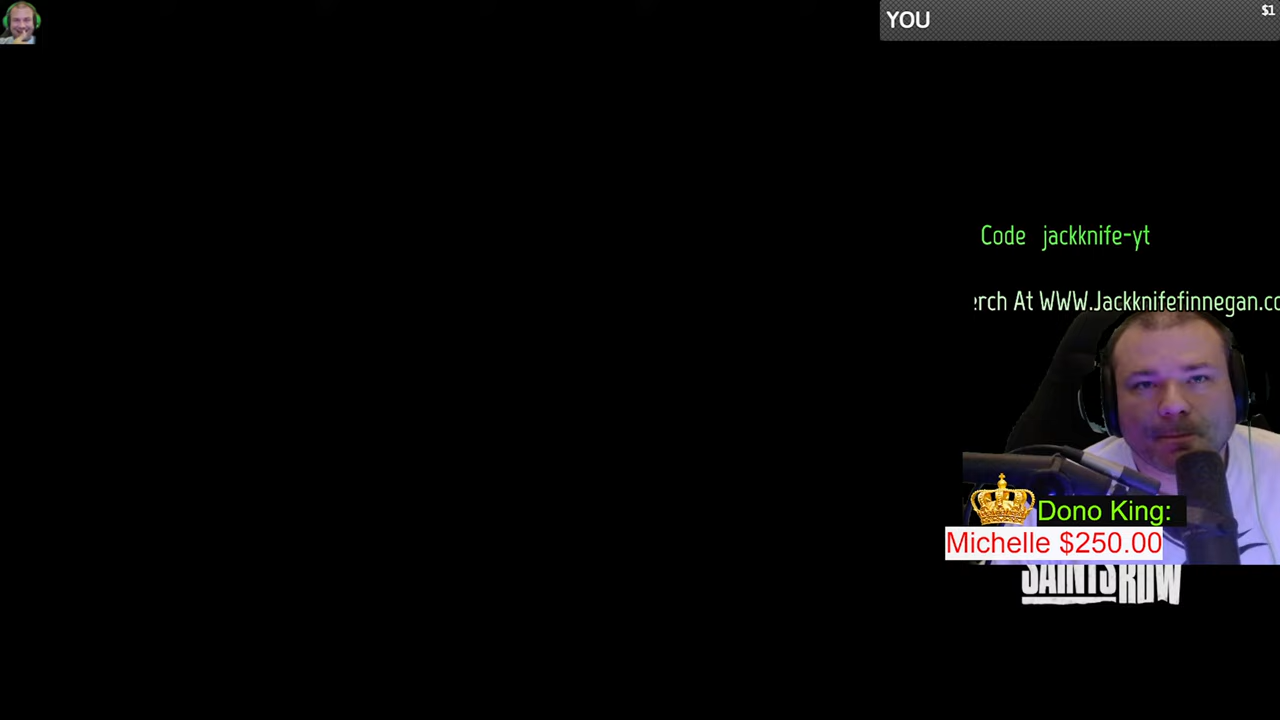 YOU
$1
Code jackknife-yt
erch At WWW.Jackknifefinnegan.co
Dono King:
Michelle $250.00
SAINTS ROW